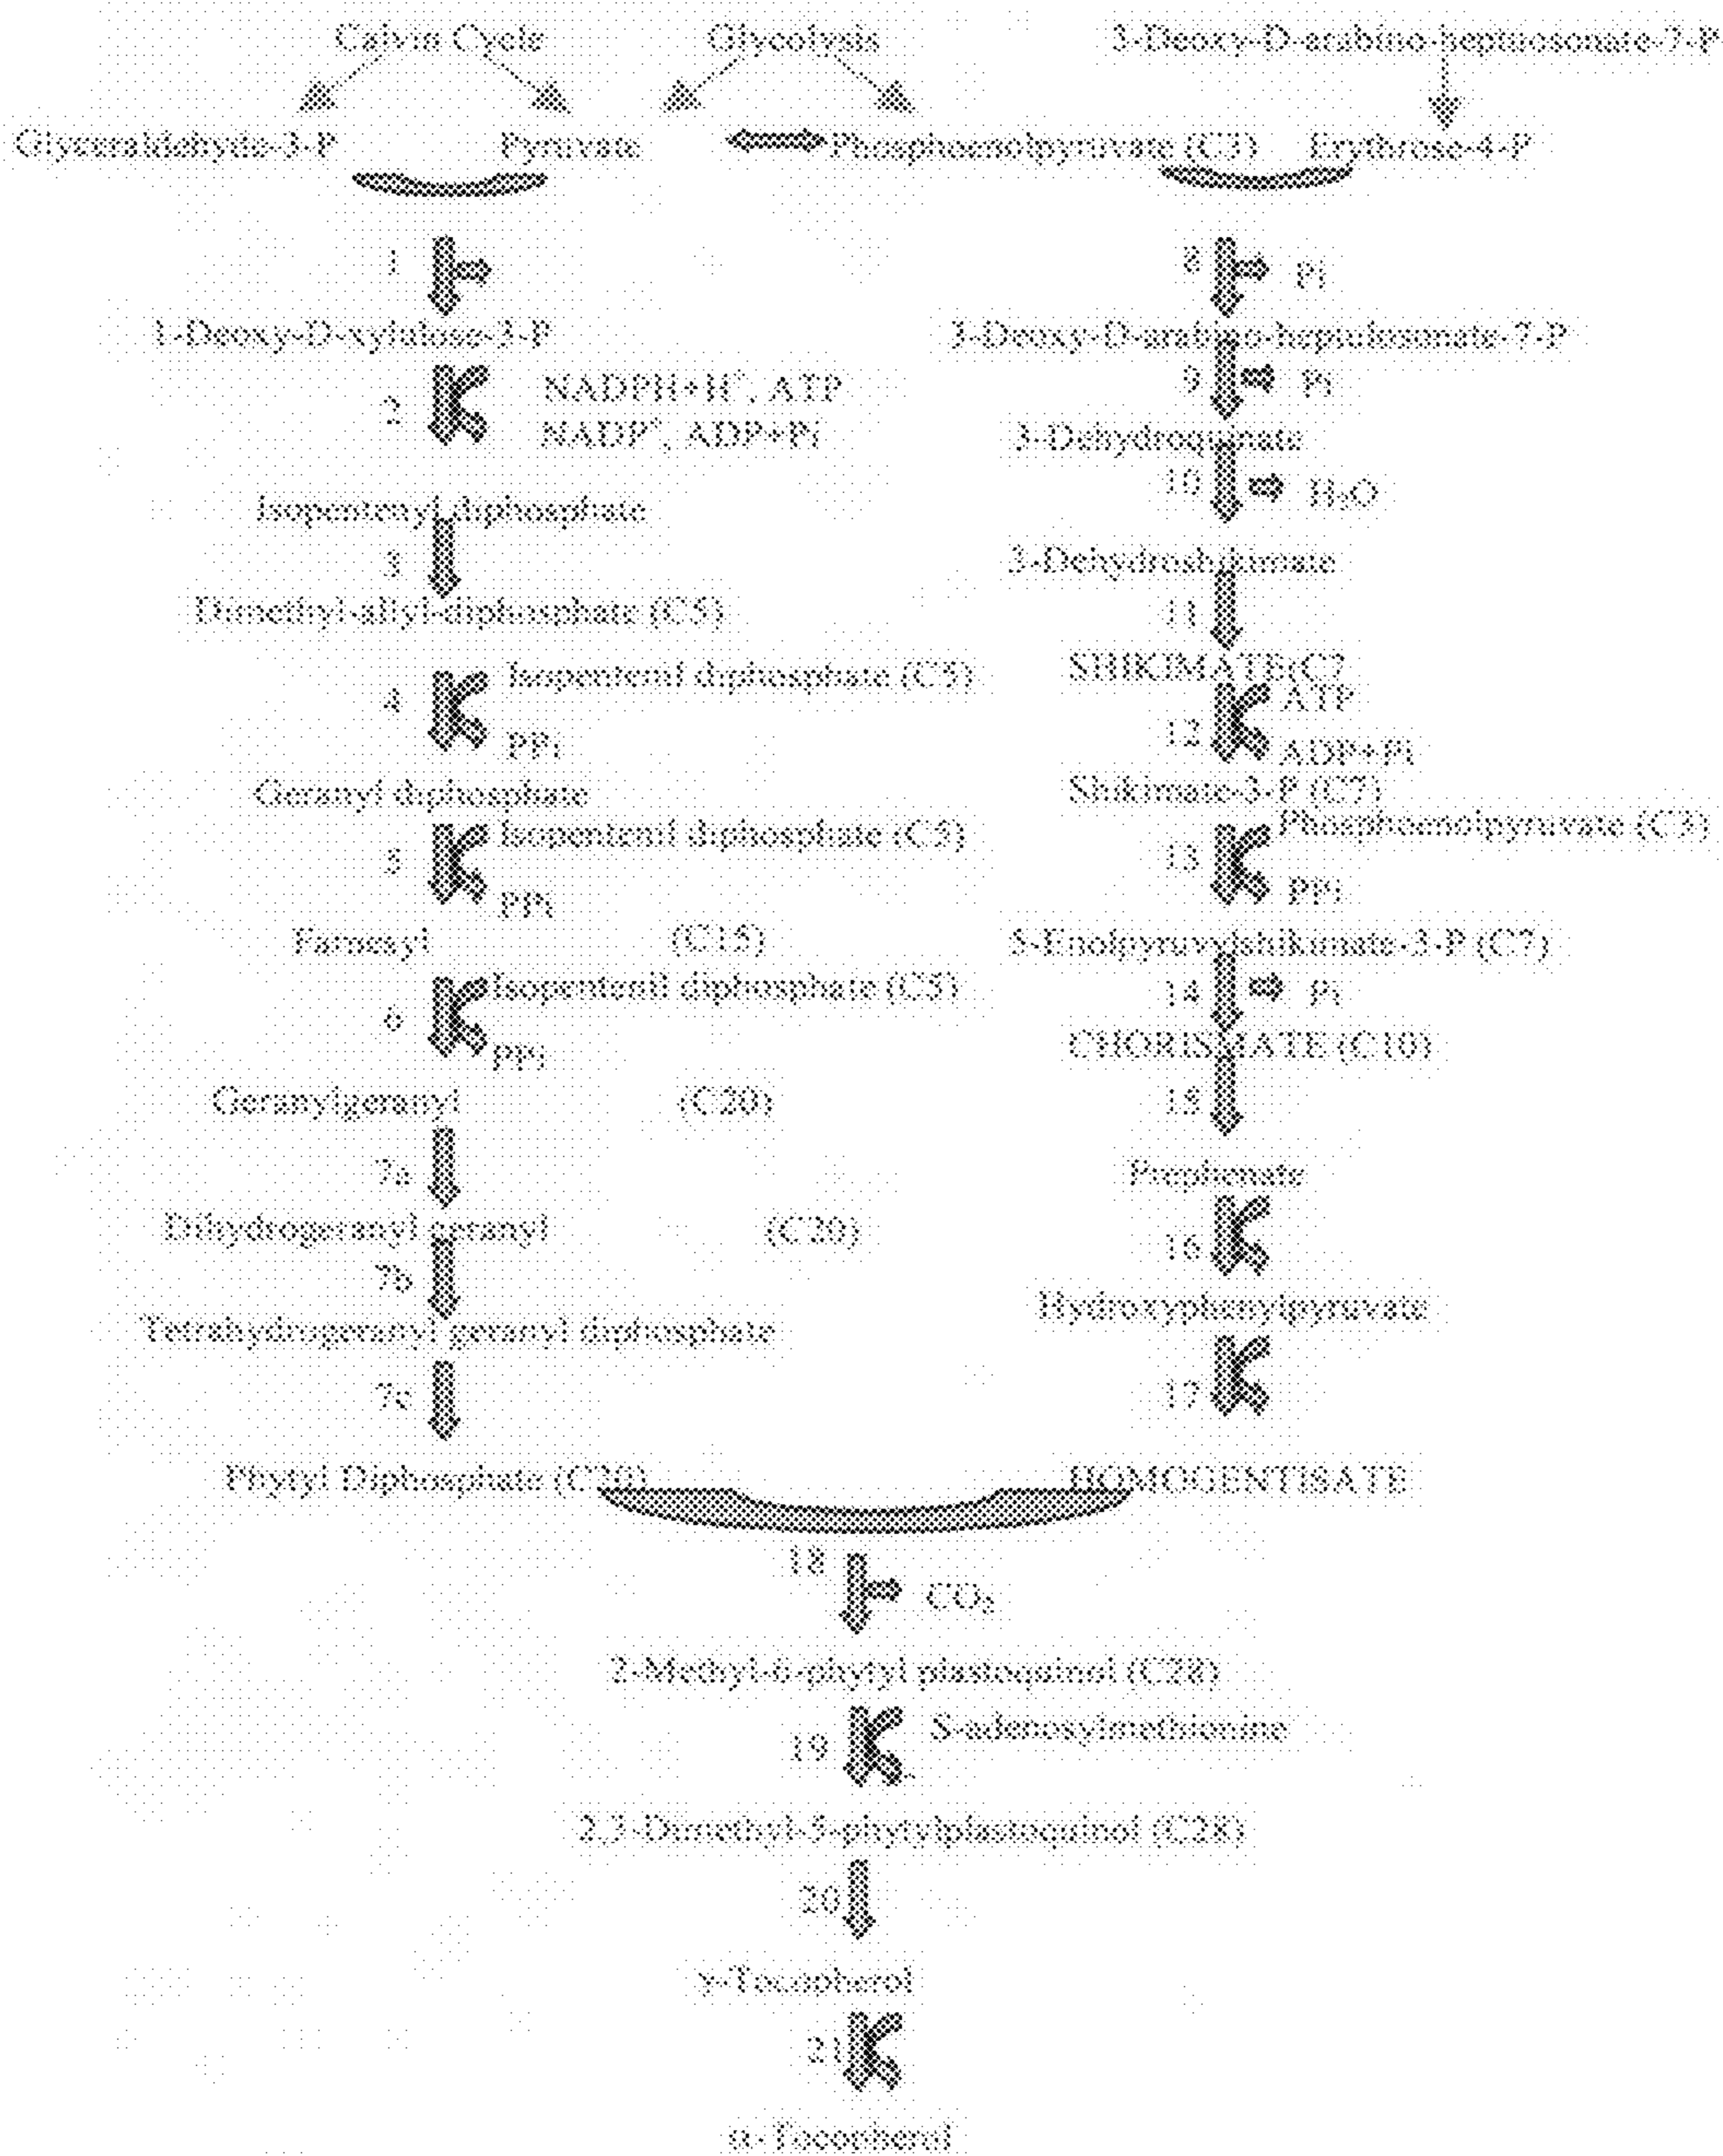 Calvin Cycle Glycolysis 3-Deoxy-D-arabino-heptuosonate-7-P
Glyceraldehyde-3-P Pyruvate Phosphoenolpyruvate (C3) Erythrose-4-P
1
8 Pi
1-Deoxy-D-xylulose-3-P 3-Deoxy-D-arabino-heptulosonate-7-P
2 NADPH+H+, ATP
NADP+, ADP+Pi
9 Pi
3-Dehydroquinate
10 H2O
Isopentenyl diphosphate
3
3-Dehydroshikimate
Dimethyl-allyl-diphosphate (C5)
11
4 Isopentenil diphosphate (C5)
PPi
SHIKIMATE(C7
ATP
12
ADP+Pi
Geranyl diphosphate Shikimate-3-P (C7)
5 Isopentenil diphosphate (C5)
PPi
Phosphoenolpyruvate (C3)
13
PPi
Farnesyl (C15) 5-Enolpyruvylshikimate-3-P (C7)
6 Isopentenil diphosphate (C5)
PPi
14 Pi
CHORISMATE (C10)
Geranylgeranyl (C20) 15
7a Prephenate
Dihydrogeranyl geranyl (C20)
16
7b Hydroxyphenylpyruvate
Tetrahydrogeranyl geranyl diphosphate
7c 17
Phytyl Diphosphate (C20) HOMOGENTISATE
18
CO2
2-Methyl-6-phytyl plastoquinol (C28)
19 S-adenosylmethionine
2,3-Dimethyl-5-phytylplastoquinol (C28)
20
γ-Tocopherol
21
α-Tocopherol